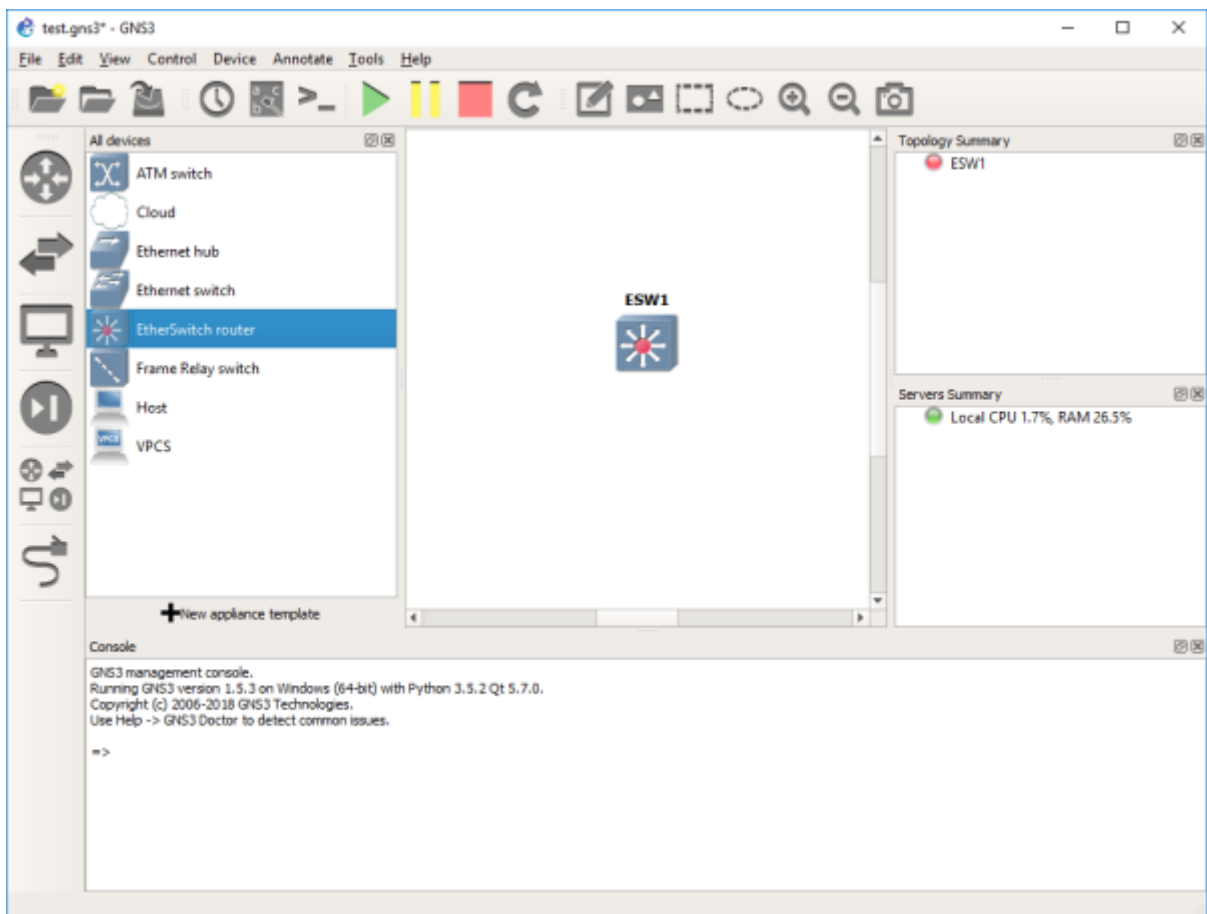 test.gns3* - GNS3
File Edit View Control Device Annotate Tools Help
All devices
ATM switch
Cloud
Ethernet hub
Ethernet switch
EtherSwitch router
Frame Relay switch
Host
VPCS
VPCS
New appliance template
ESW1
Topology Summary
ESW1
Servers Summary
Local CPU 1.7%, RAM 26.5%
Console
GNS3 management console.
Running GNS3 version 1.5.3 on Windows (64-bit) with Python 3.5.2 Qt 5.7.0.
Copyright (c) 2006-2018 GNS3 Technologies.
Use Help -> GNS3 Doctor to detect common issues.
=>